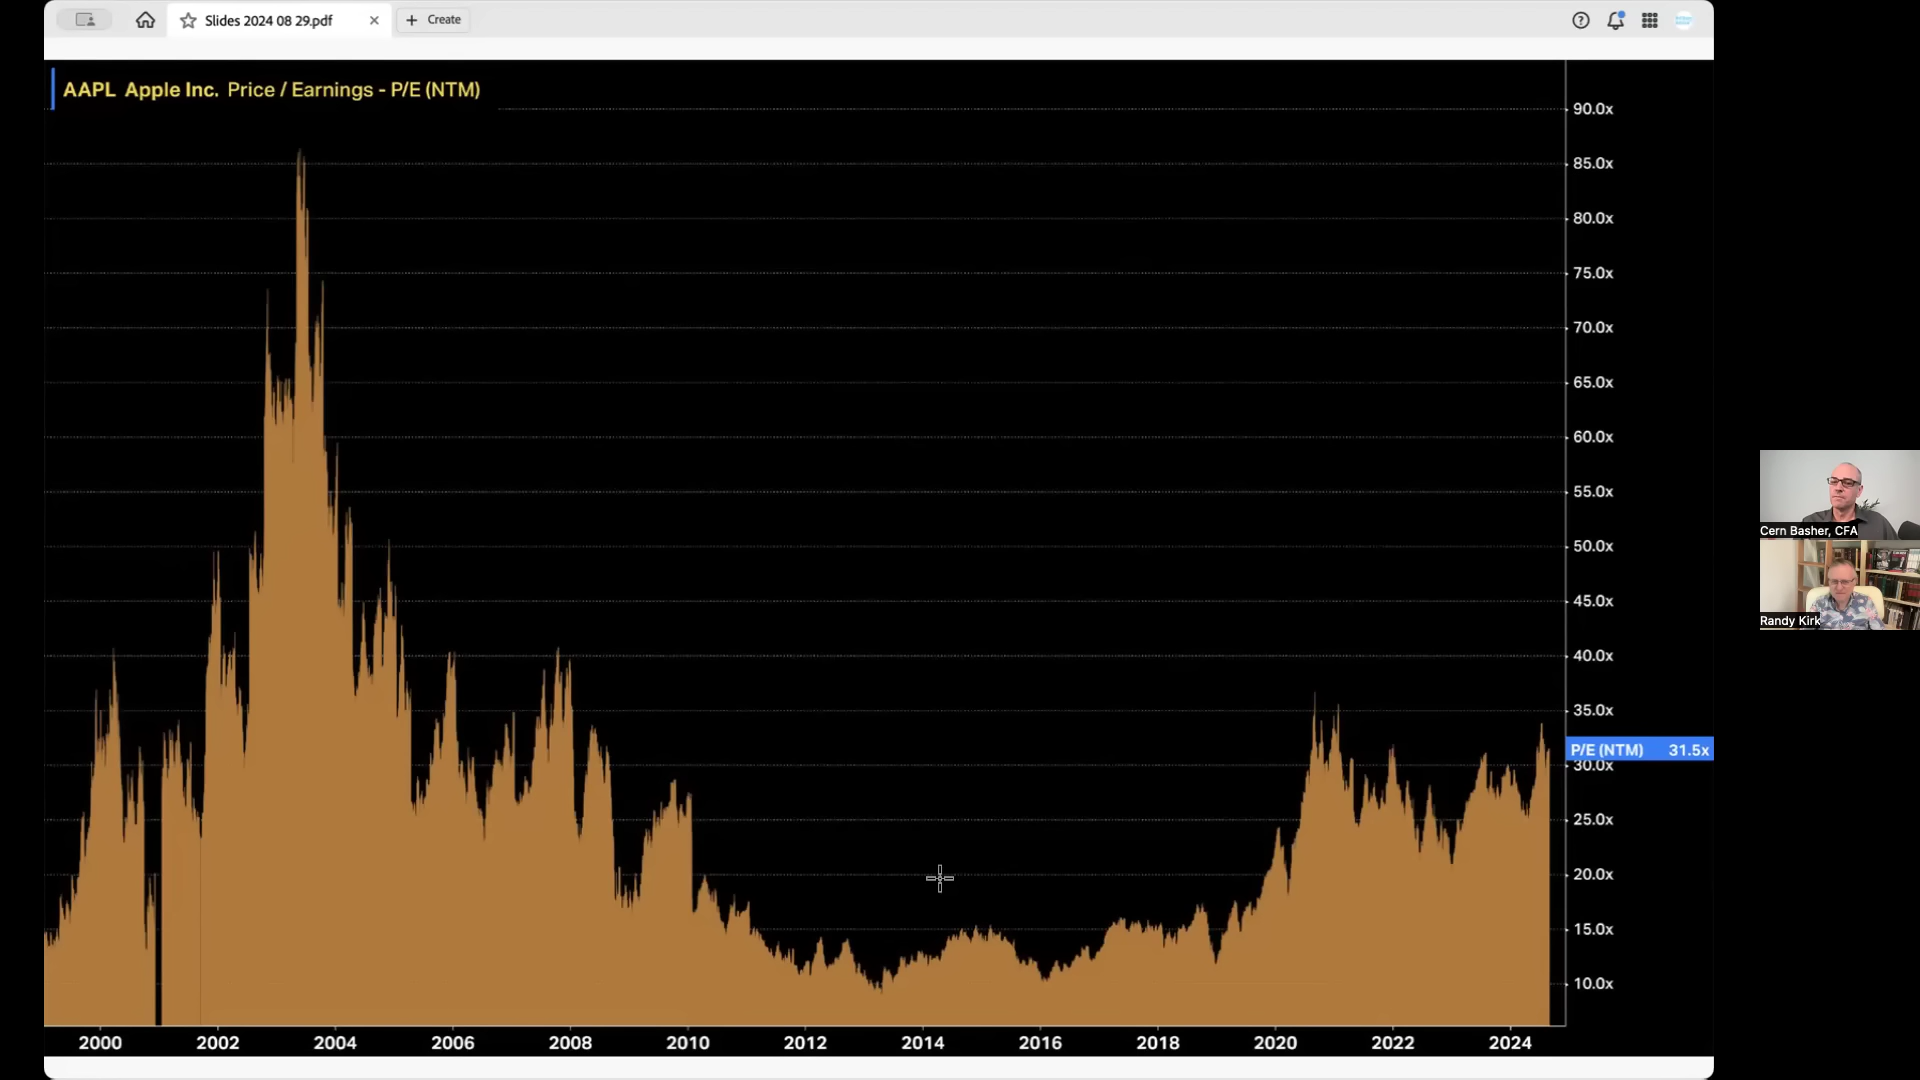 Slides 2024 08 29.pdf
Create
AAPL Apple Inc. Price / Earnings - P/E (NTM)
90.0x
85.0x
80.0x
75.0x
70.0x
65.0x
60.0x
55.0x
50.0x
45.0x
40.0x
35.0x
P/E (NTM) 31.5x
30.0x
25.0x
20.0x
15.0x
10.0x
2000 2002 2004 2006 2008 2010 2012 2014 2016 2018 2020 2022 2024
Cern Basher, CFA
Randy Kirk